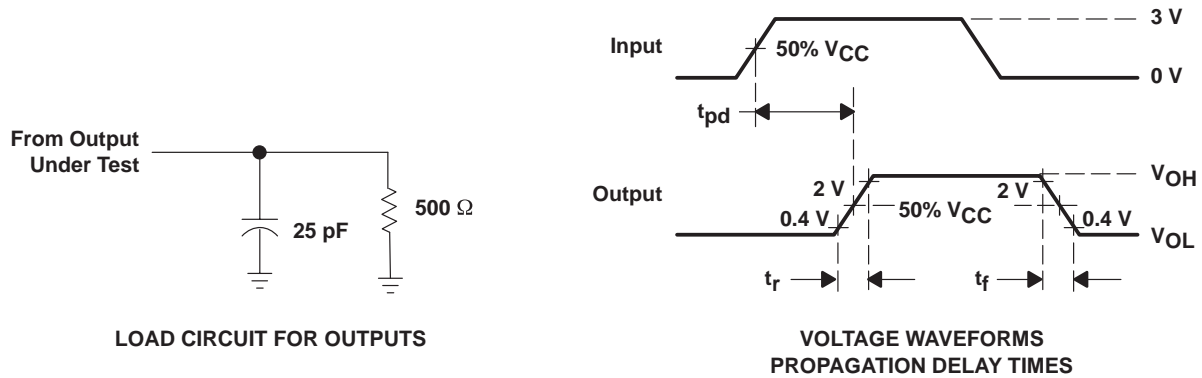 From Output
Under Test
25 pF
500 Ω
LOAD CIRCUIT FOR OUTPUTS
Input
50% VCC
3 V
0 V
tpd
Output
2 V
50% VCC
0.4 V
2 V
0.4 V
VOH
VOL
tr
tf
VOLTAGE WAVEFORMS
PROPAGATION DELAY TIMES